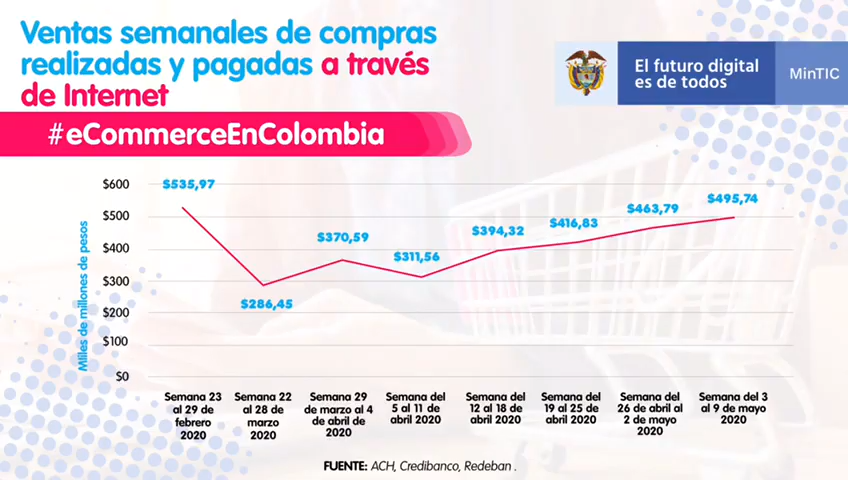 Ventas semanales de compras
realizadas y pagadas a través
de Internet
#eCommerceEnColombia
El futuro digital
es de todos
MinTIC
Miles de millones de pesos
$600
$500
$400
$300
$200
$100
$0
$535,97
$286,45
$370,59
$311,56
$394,32
$416,83
$463,79
$495,74
Semana 23
al 29 de
febrero
2020
Semana 22
al 28 de
marzo
2020
Semana 29
de marzo al 4
de abril de
2020
Semana del
5 al 11 de
abril 2020
Semana del
12 al 18 de
abril 2020
Semana del
19 al 25 de
abril 2020
Semana del
26 de abril al
2 de mayo
2020
Semana del 3
al 9 de mayo
2020
FUENTE: ACH, Credibanco, Redeban .